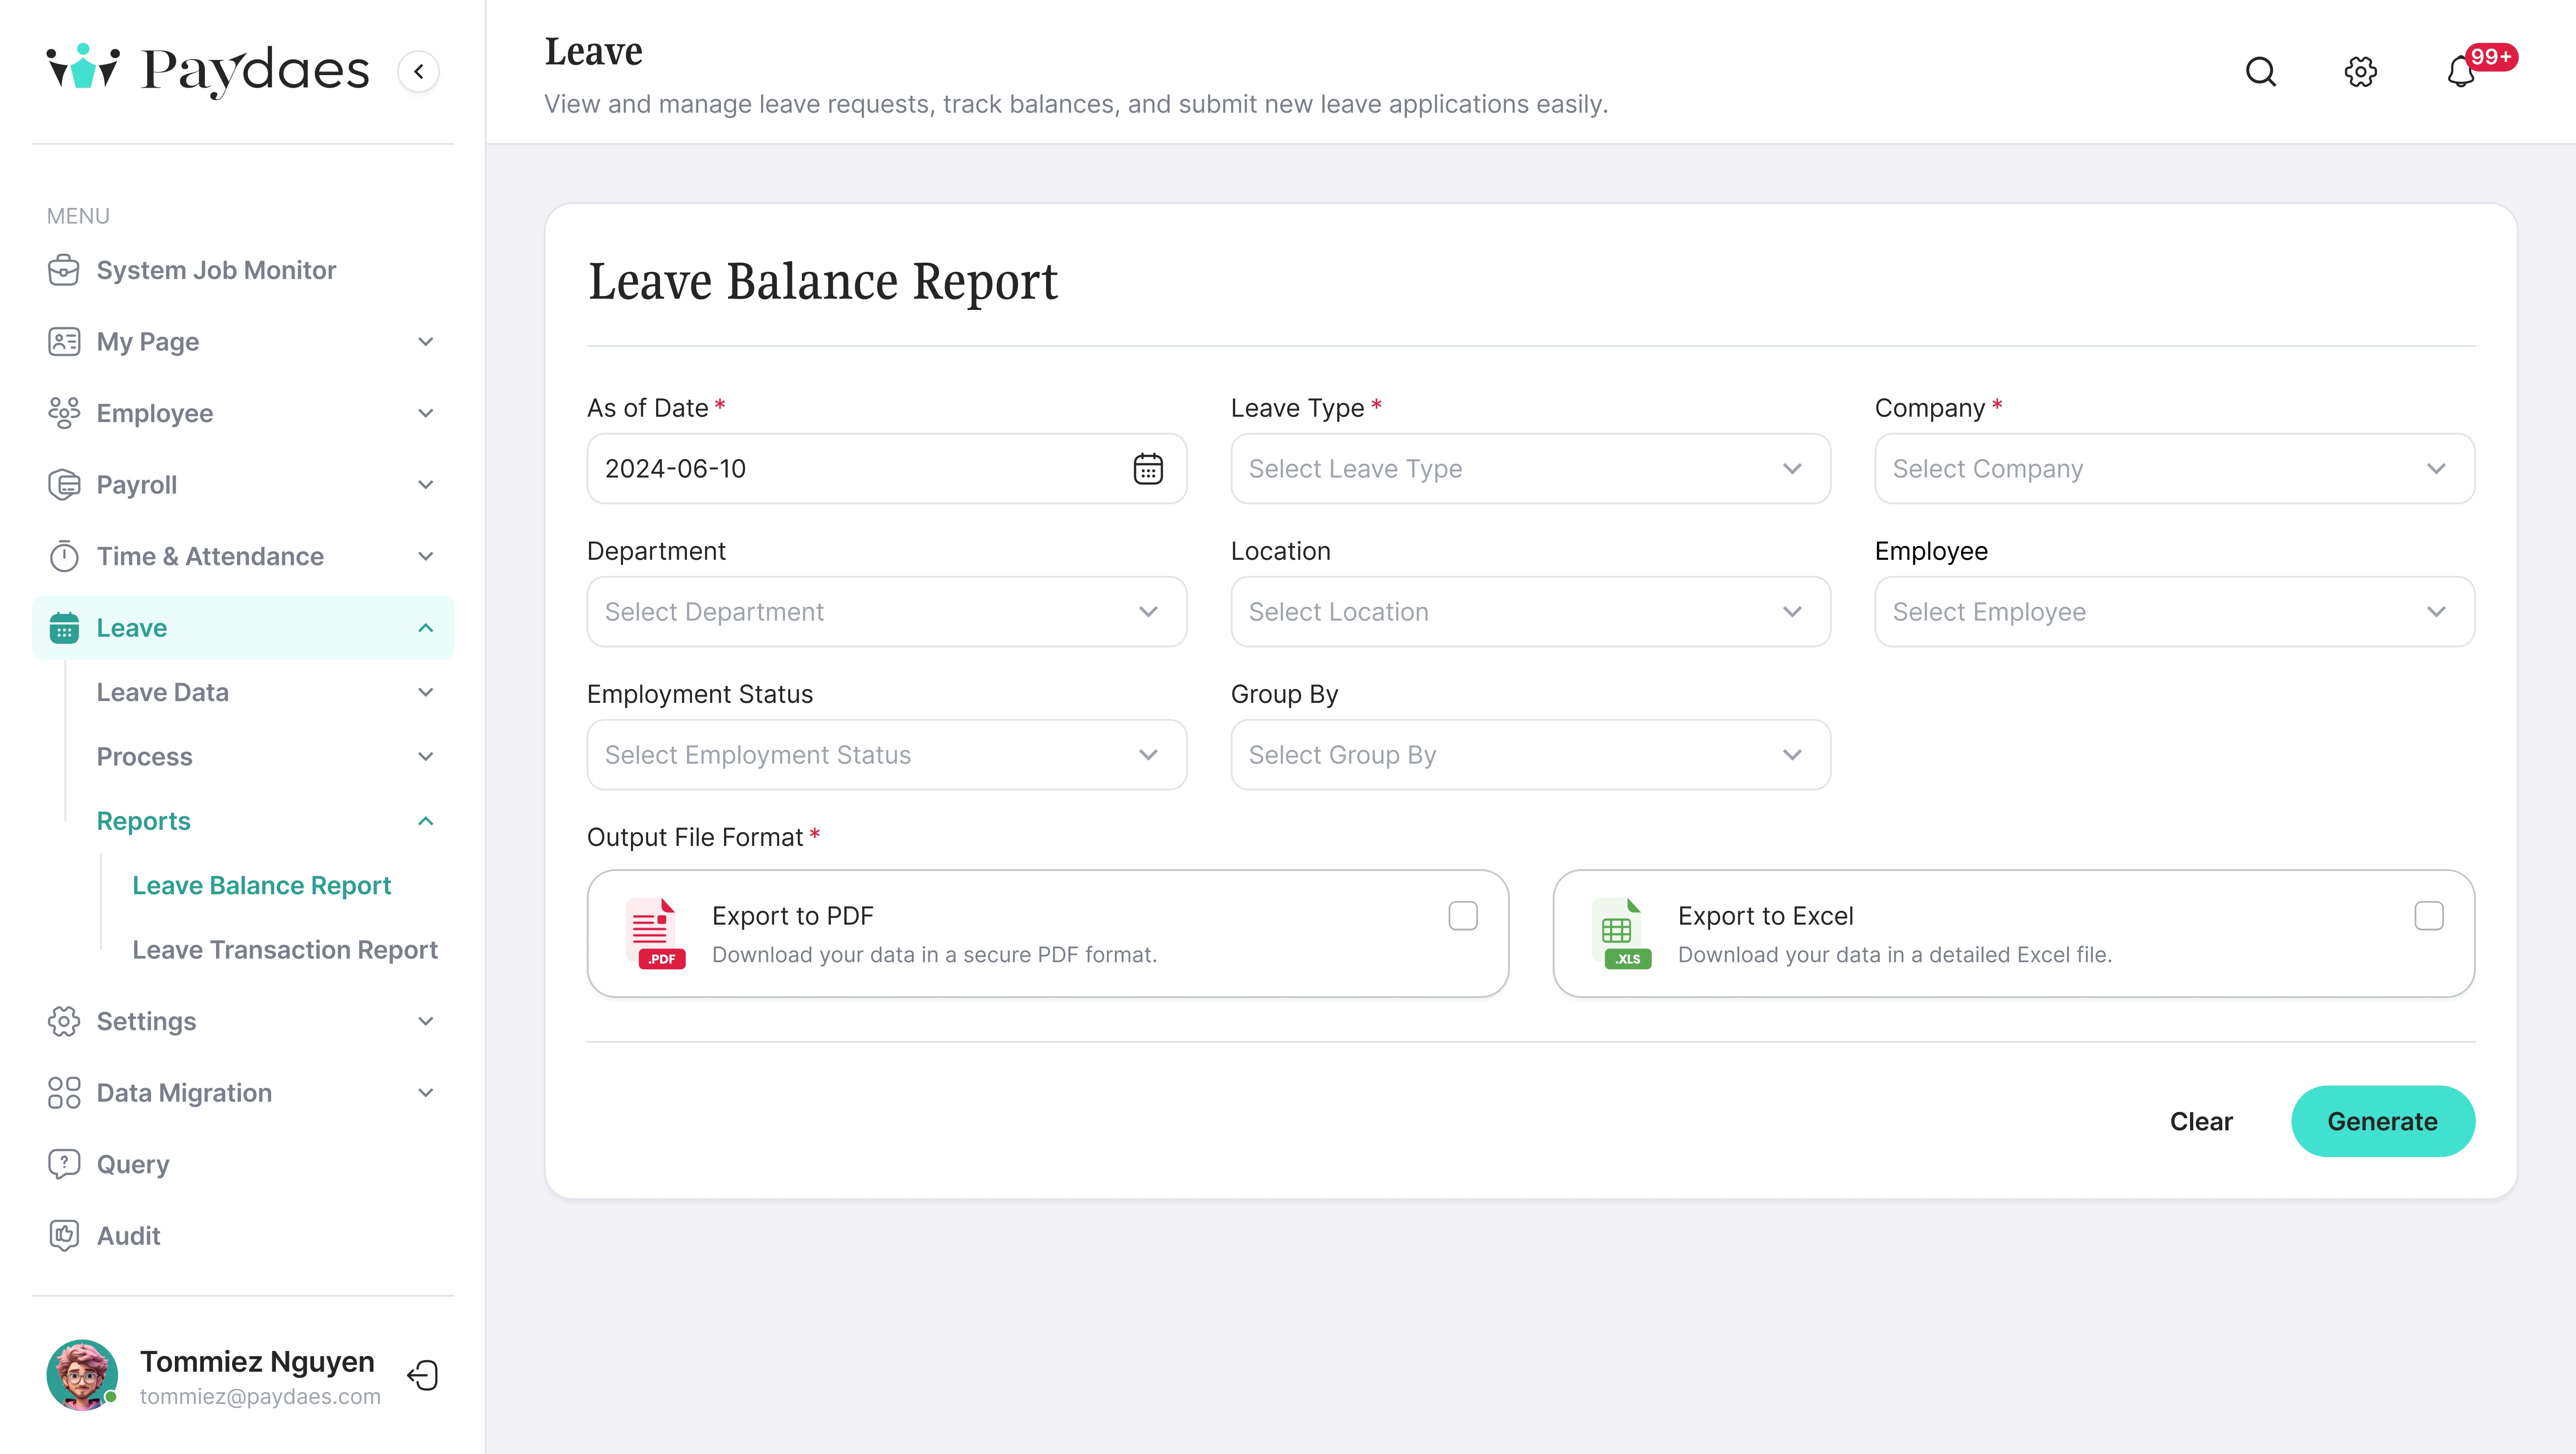 Paydaes
MENU
System Job Monitor
My Page
Employee
Payroll
Time & Attendance
Leave
Leave Data
Process
Reports
Leave Balance Report
Leave Transaction Report
Settings
Data Migration
Query
Audit
Tommiez Nguyen
tommiez@paydaes.com
Leave
View and manage leave requests, track balances, and submit new leave applications easily.
99+
Leave Balance Report
As of Date *
2024-06-10
Leave Type *
Select Leave Type
Company *
Select Company
Department
Select Department
Location
Select Location
Employee
Select Employee
Employment Status
Select Employment Status
Group By
Select Group By
Output File Format *
.PDF
Export to PDF
Download your data in a secure PDF format.
.XLS
Export to Excel
Download your data in a detailed Excel file.
Clear
Generate